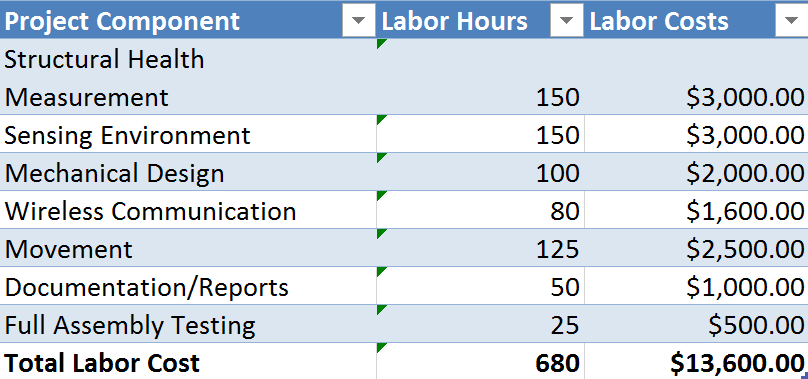 Project Component Labor Hours Labor Costs
Structural Health
Measurement 150 $3,000.00
Sensing Environment 150 $3,000.00
Mechanical Design 100 $2,000.00
Wireless Communication 80 $1,600.00
Movement 125 $2,500.00
Documentation/Reports 50 $1,000.00
Full Assembly Testing 25 $500.00
Total Labor Cost 680 $13,600.00